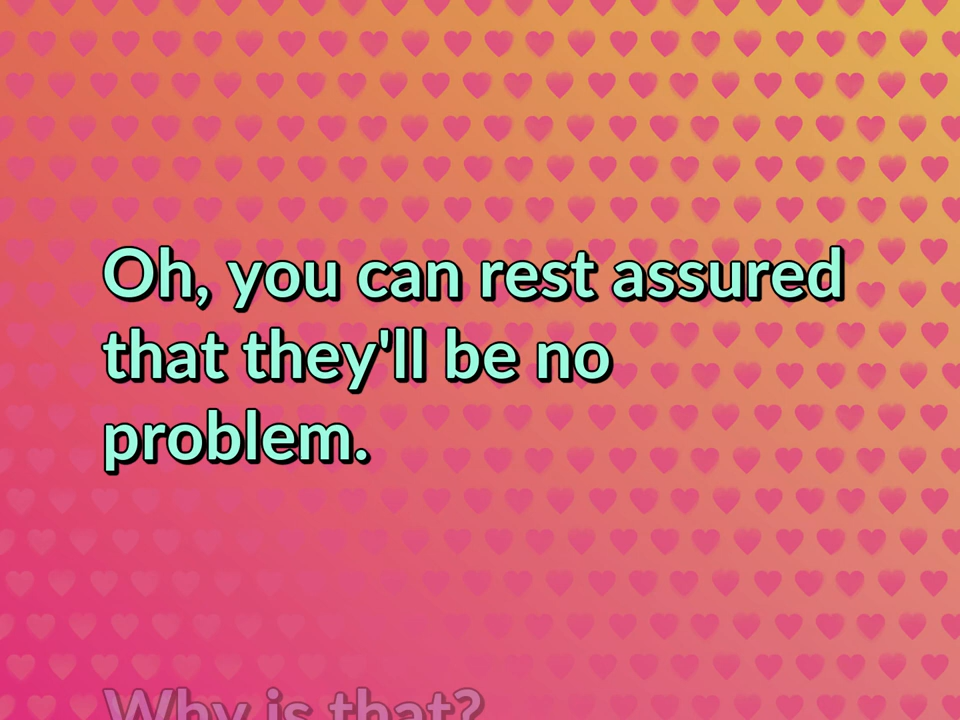 Oh, you can rest assured
that they'll be no
problem.
Why is that?